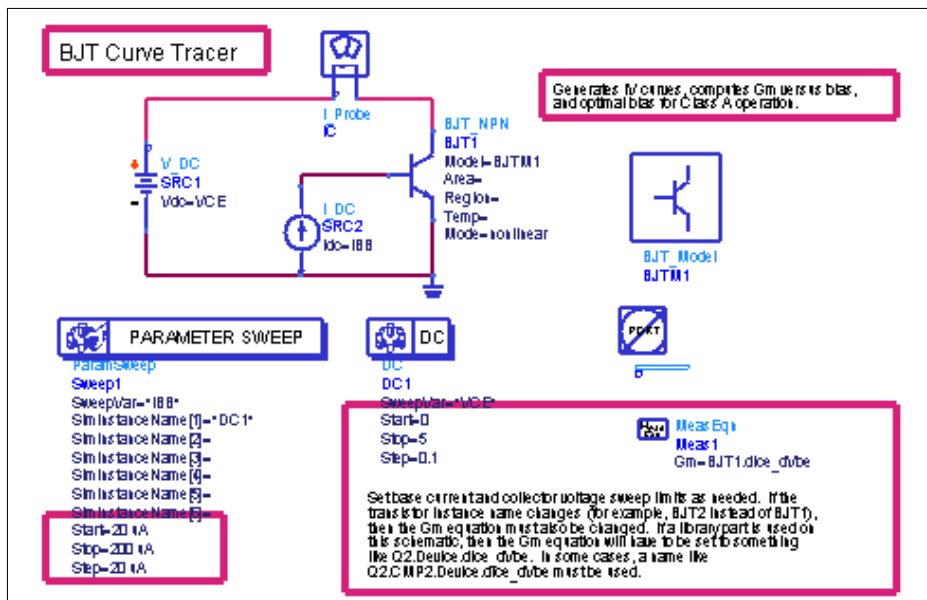 BJT Curve Tracer
Generates IV curves, computes Gm versus bias,
and optimal bias for Class A operation.
I_Probe
IC
BJT_NPN
BJT1
Model=BJTM1
Area=
Region=
Temp=
Mode=nonlinear
V_DC
SRC1
Vdc=VCE
I_DC
SRC2
Idc=IBB
BJT_Model
BJTM1
PARAMETER SWEEP
ParamSweep
Sweep1
SweepVar="IBB"
SimInstanceName[1]="DC1"
SimInstanceName[2]=
SimInstanceName[3]=
SimInstanceName[4]=
SimInstanceName[5]=
SimInstanceName[6]=
Start=20 uA
Stop=200 uA
Step=20 uA
DC
DC
DC1
SweepVar="VCE"
Start=0
Stop=5
Step=0.1
MeasEqn
Meas1
Gm=BJT1.dIce_dVbe
Set base current and collector voltage sweep limits as needed. If the
transistor instance name changes (for example, BJT2 instead of BJT1),
then the Gm equation must also be changed. If a library part is used on
this schematic, then the Gm equation will have to be set to something
like Q2.Device.dIce_dVbe. In some cases, a name like
Q2.CMP2.Device.dIce_dVbe must be used.